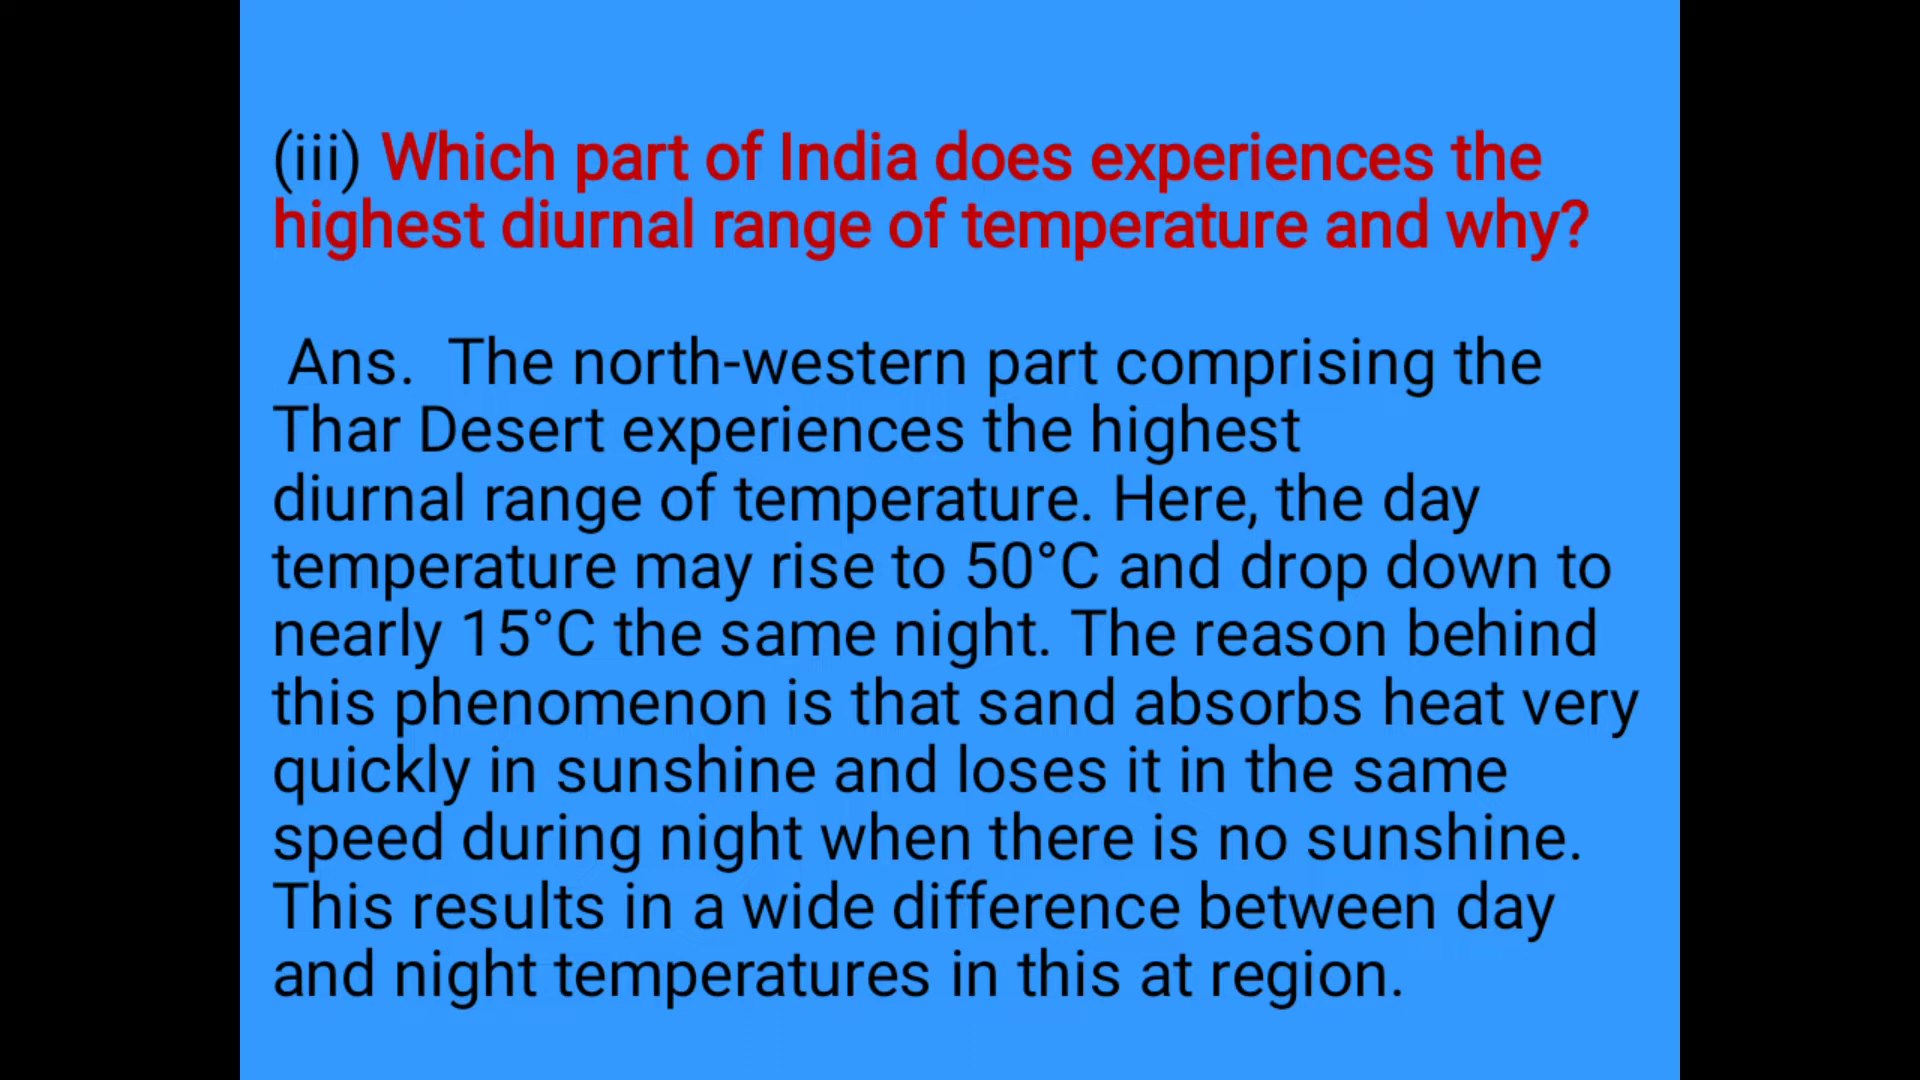 (iii) Which part of India does experiences the
highest diurnal range of temperature and why?
Ans. The north-western part comprising the
Thar Desert experiences the highest
diurnal range of temperature. Here, the day
temperature may rise to 50°C and drop down to
nearly 15°C the same night. The reason behind
this phenomenon is that sand absorbs heat very
quickly in sunshine and loses it in the same
speed during night when there is no sunshine.
This results in a wide difference between day
and night temperatures in this at region.